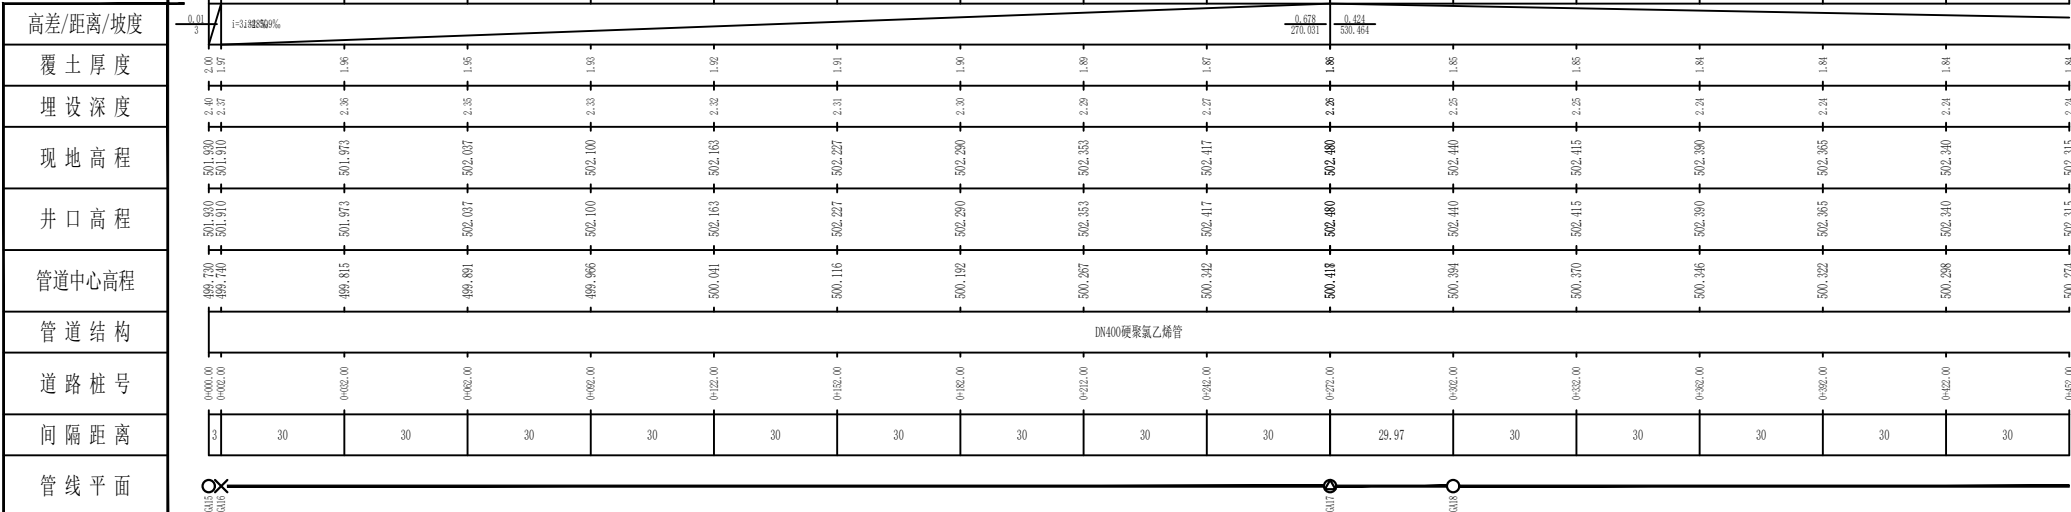 高差/距离/坡度
0.01
3
0.678
270.031
0.424
530.464
覆土厚度
2.00 1.97 1.96 1.95 1.93 1.92 1.91 1.90 1.89 1.87 1.86 1.85 1.85 1.84 1.84 1.84 1.84
埋设深度
2.40 2.37 2.36 2.35 2.33 2.32 2.31 2.30 2.29 2.27 2.26 2.25 2.25 2.24 2.24 2.24 2.24
现地高程
501.930 501.910 501.973 502.037 502.100 502.163 502.227 502.290 502.353 502.417 502.480 502.440 502.415 502.390 502.365 502.340 502.315
井口高程
501.930 501.910 501.973 502.037 502.100 502.163 502.227 502.290 502.353 502.417 502.480 502.440 502.415 502.390 502.365 502.340 502.315
管道中心高程
499.730 499.740 499.815 499.891 499.966 500.041 500.116 500.192 500.267 500.342 500.394 500.370 500.346 500.322 500.298 500.274
管道结构
DN400硬聚氯乙烯管
道路桩号
0+000.00 0+002.00 0+032.00 0+062.00 0+092.00 0+122.00 0+152.00 0+182.00 0+212.00 0+242.00 0+272.00 0+302.00 0+332.00 0+362.00 0+392.00 0+422.00 0+452.00
间隔距离
3 30 30 30 30 30 30 30 30 30 29.97 30 30 30 30 30
管线平面
GA15 GA16 GA17 GA18